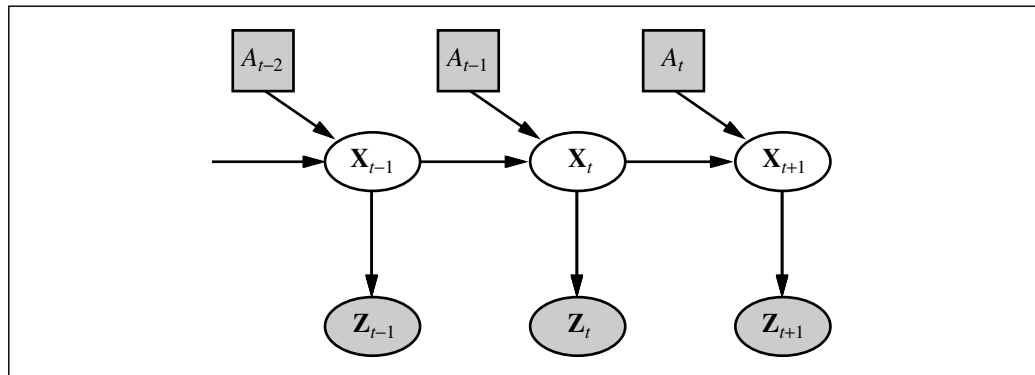 A_{t−2} A_{t−1} A_t
X_{t−1} X_t X_{t+1}
Z_{t−1} Z_t Z_{t+1}